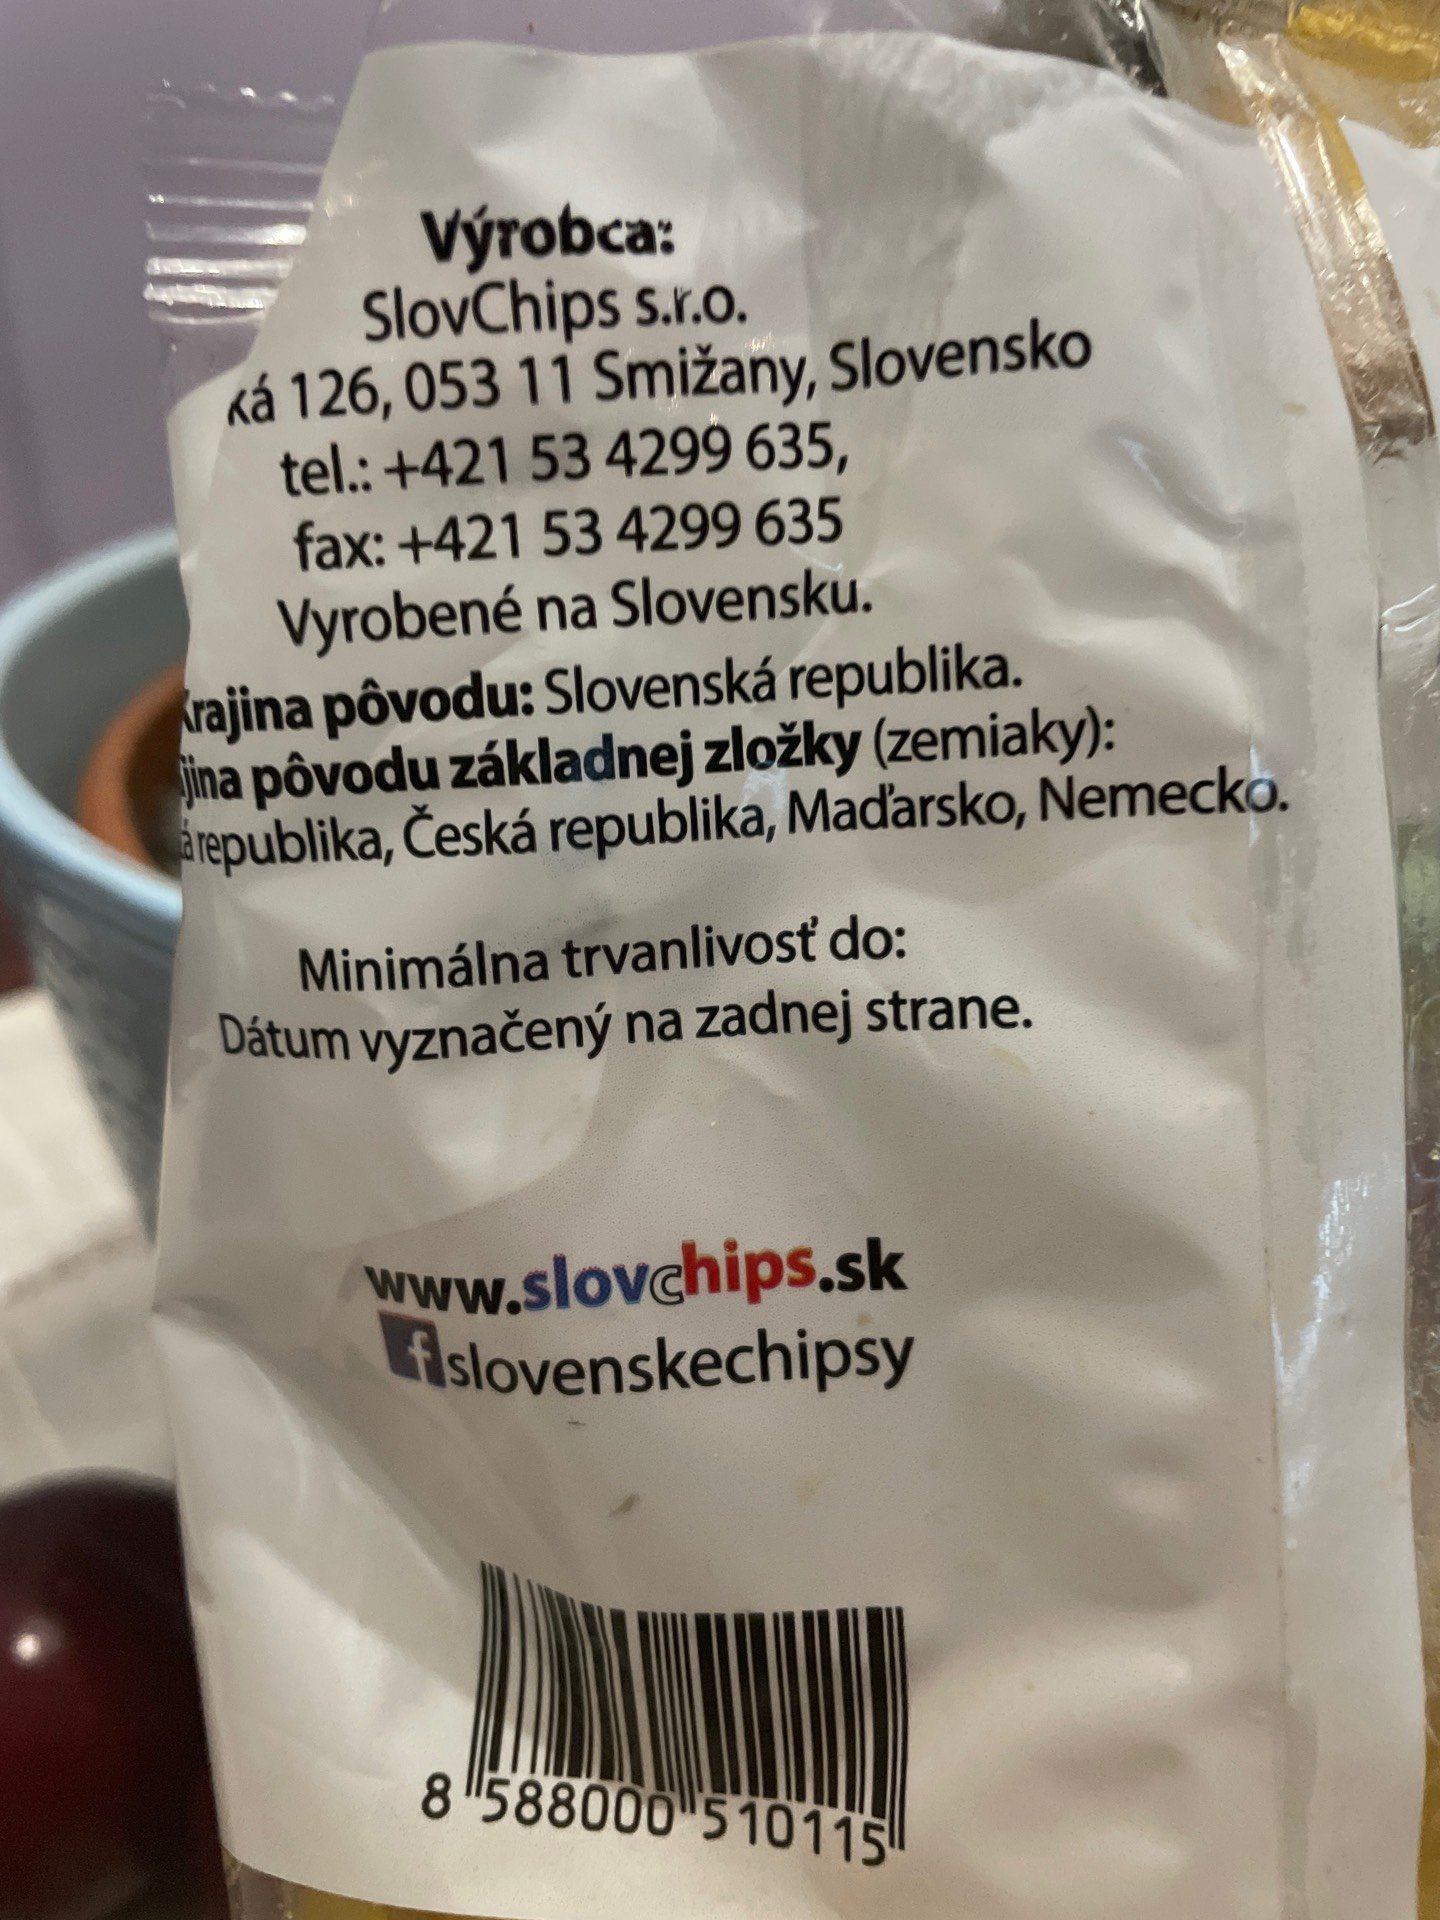 Výrobca:
SlovChips s.r.o.
126, 053 11 Smižany, Slovensko
tel.: +421 53 4299 635,
fax: +421 53 4299 635
Vyrobené na Slovensku.
Krajina pôvodu: Slovenská republika.
pôvodu základnej zložky (zemiaky):
republika, Česká republika, Maďarsko, Nemecko.
Minimálna trvanlivosť do:
Dátum vyznačený na zadnej strane.
www.slovchips.sk
f slovenskechipsy
8 588000 510115